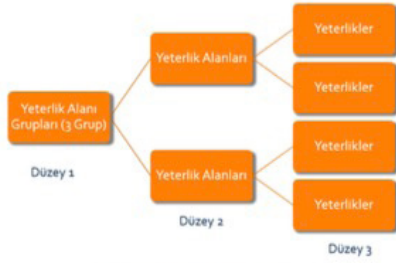 Yeterlik Alanı
Grupları (3 Grup)
Düzey 1
Yeterlik Alanları
Yeterlik Alanları
Düzey 2
Yeterlikler
Yeterlikler
Yeterlikler
Yeterlikler
Düzey 3